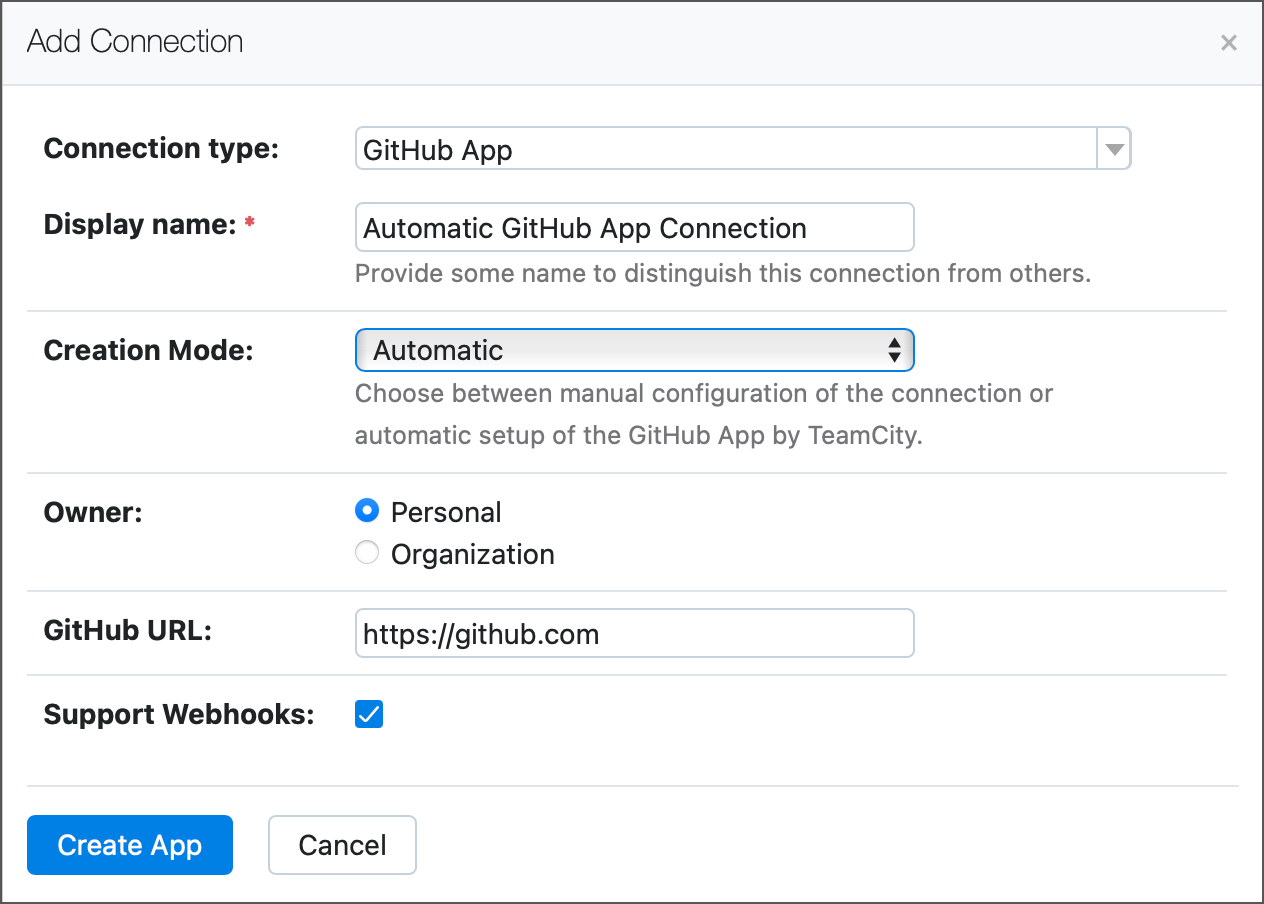 Add Connection
Connection type:
GitHub App
Display name: *
Automatic GitHub App Connection
Provide some name to distinguish this connection from others.
Creation Mode:
Automatic
Choose between manual configuration of the connection or
automatic setup of the GitHub App by TeamCity.
Owner:
Personal
Organization
GitHub URL:
https://github.com
Support Webhooks:
Create App
Cancel